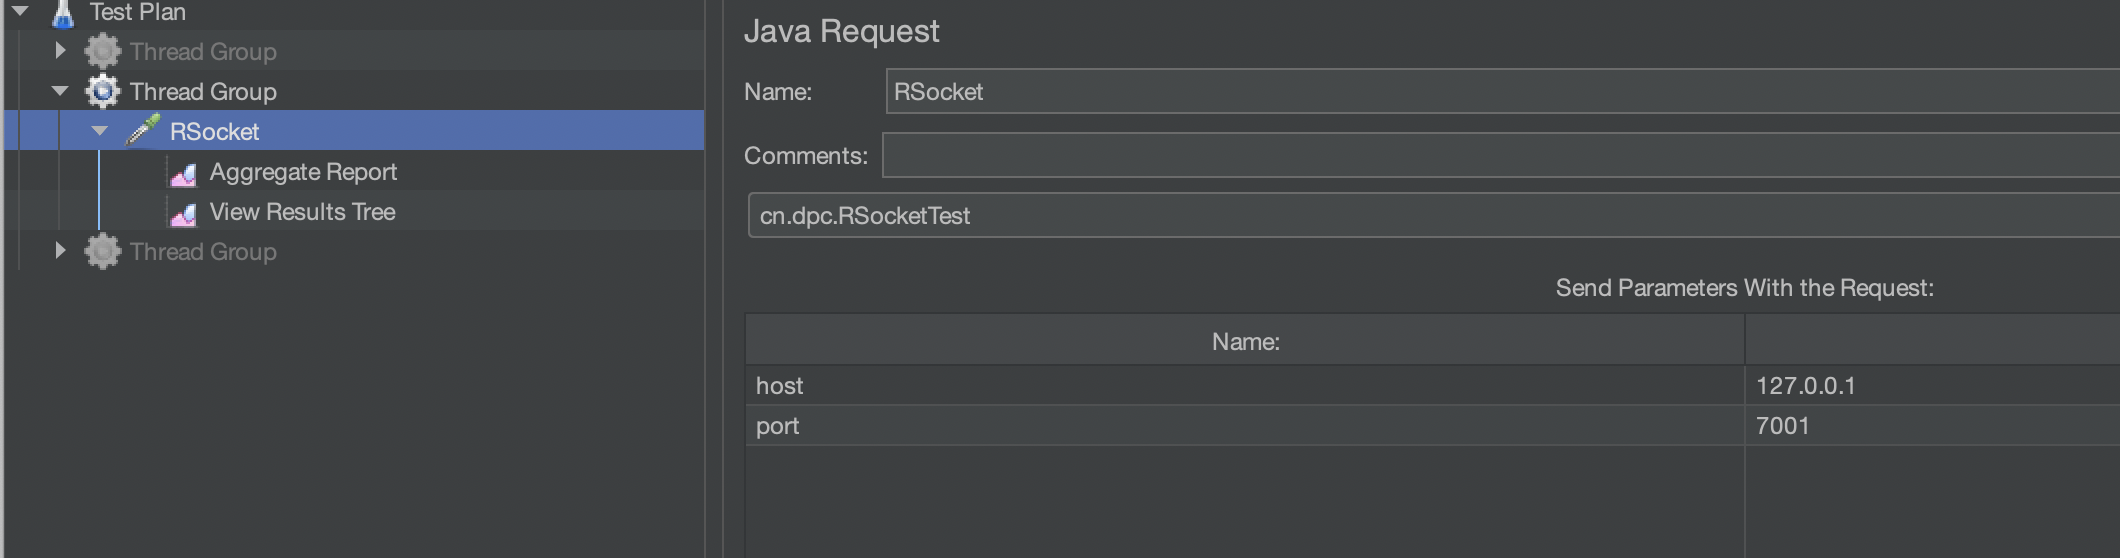 Test Plan
Thread Group
Thread Group
RSocket
Aggregate Report
View Results Tree
Thread Group
Java Request
Name: RSocket
Comments:
cn.dpc.RSocketTest
Send Parameters With the Request:
Name:
host 127.0.0.1
port 7001